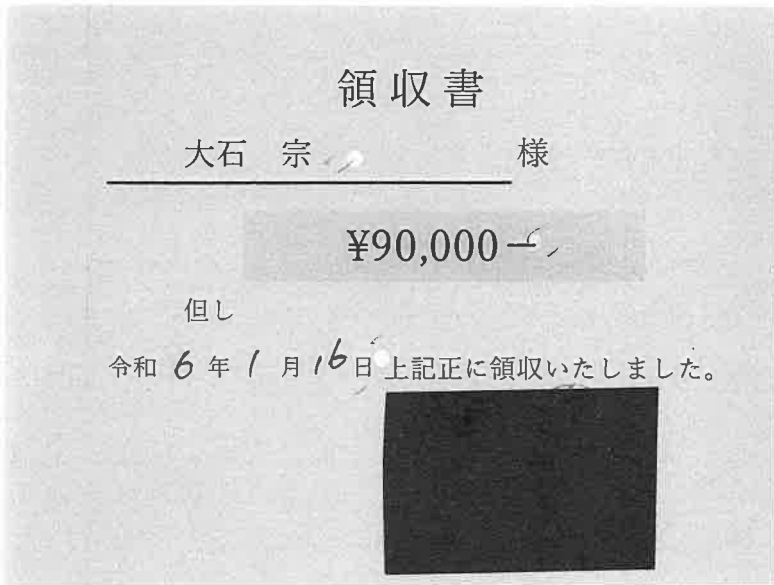 領収書
大石 宗 様
¥90,000−
但し
令和 6 年 1 月 16 日 上記正に領収いたしました。